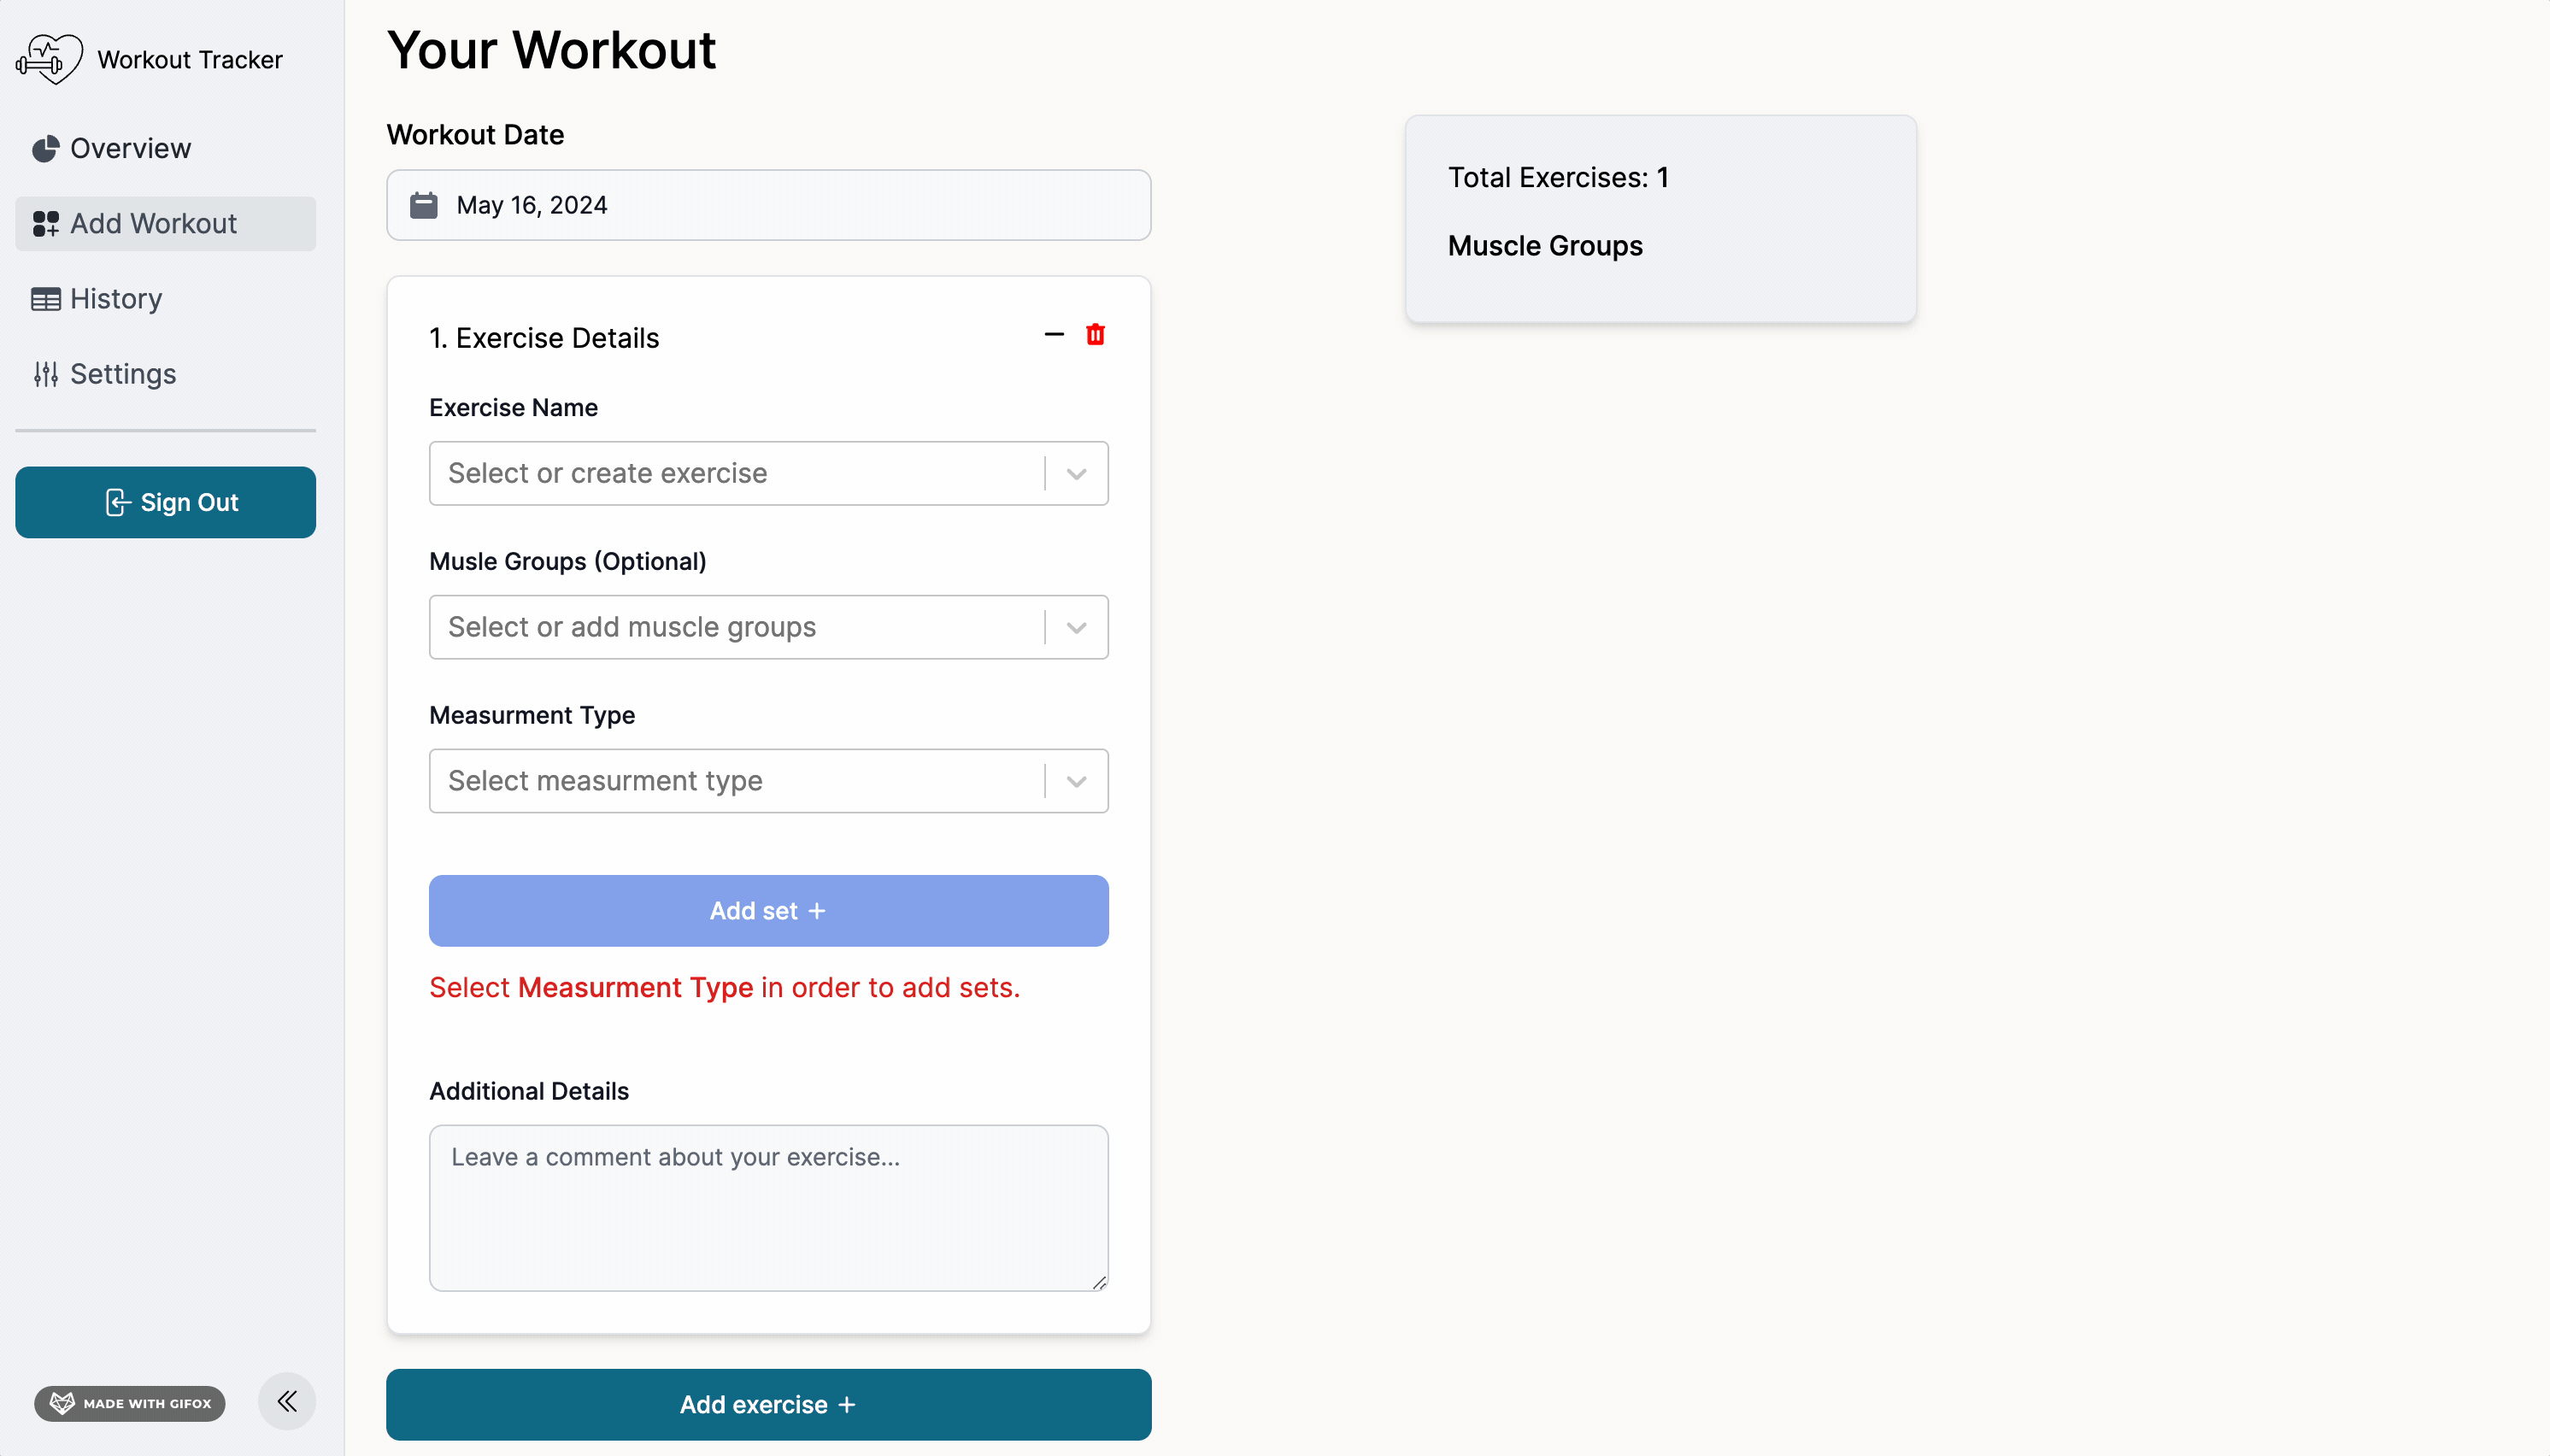 Workout Tracker
Overview
Add Workout
History
Settings
Sign Out
MADE WITH GIFOX
Your Workout
Workout Date
May 16, 2024
1. Exercise Details
Exercise Name
Select or create exercise
Musle Groups (Optional)
Select or add muscle groups
Measurment Type
Select measurment type
Add set +
Select Measurment Type in order to add sets.
Additional Details
Leave a comment about your exercise...
Add exercise +
Total Exercises: 1
Muscle Groups